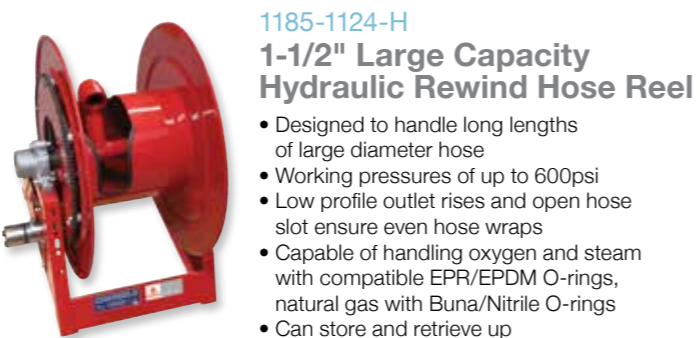 1185-1124-H
1-1/2" Large Capacity
Hydraulic Rewind Hose Reel
• Designed to handle long lengths
of large diameter hose
• Working pressures of up to 600psi
• Low profile outlet rises and open hose
slot ensure even hose wraps
• Capable of handling oxygen and steam
with compatible EPR/EPDM O-rings,
natural gas with Buna/Nitrile O-rings
• Can store and retrieve up